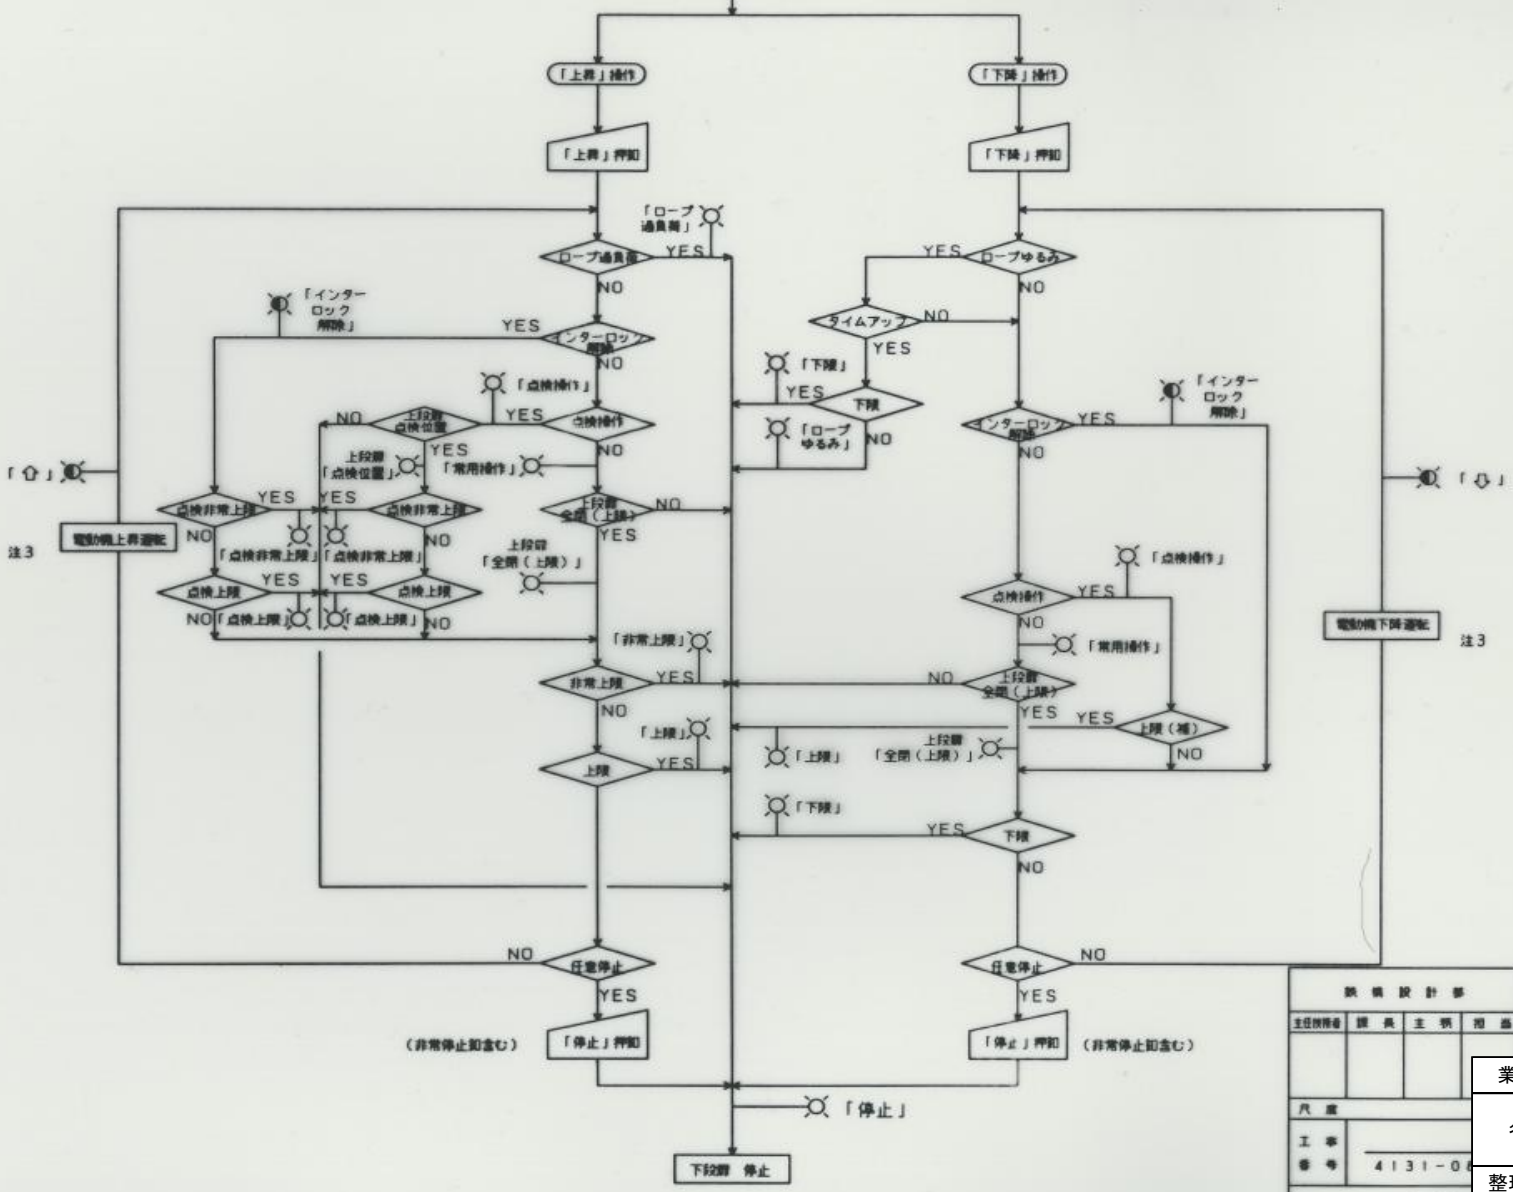 「上昇」操作
「下降」操作
「上昇」押釦
「下降」押釦
「ロープ
過負荷」
ロープ過負荷
YES
YES
ロープゆるみ
NO
NO
「インター
ロック
解除」
YES
インターロック
解除
NO
タイムアップ
NO
YES
「下限」
YES
下限
NO
「ロープ
ゆるみ」
「インター
ロック
解除」
インターロック
解除
YES
NO
「点検操作」
NO
上段扉
点検位置
YES
点検操作
YES
NO
上段扉
「点検位置」
「常用操作」
「⇧」
「⇩」
点検非常上限
YES
YES
点検非常上限
上段扉
全閉(上限)
NO
NO
NO
YES
電動機上昇運転
注3
「点検非常上限」
「点検非常上限」
上段扉
「全閉(上限)」
「点検操作」
点検上限
YES
YES
点検上限
点検操作
YES
NO
「点検上限」
「点検上限」
NO
NO
電動機下降運転
注3
「非常上限」
「常用操作」
非常上限
YES
NO
上段扉
全閉(上限)
NO
YES
YES
上限(補)
NO
「上限」
「上限」
上段扉
「全閉(上限)」
上限
YES
「下限」
YES
下限
NO
NO
任意停止
任意停止
NO
YES
YES
(非常停止釦含む)
「停止」押釦
「停止」押釦
(非常停止釦含む)
「停止」
下段扉 停止
鉄構設計部
主任技術者
課長
主務
担当
尺度
工事
番号
4131-08
業
整理